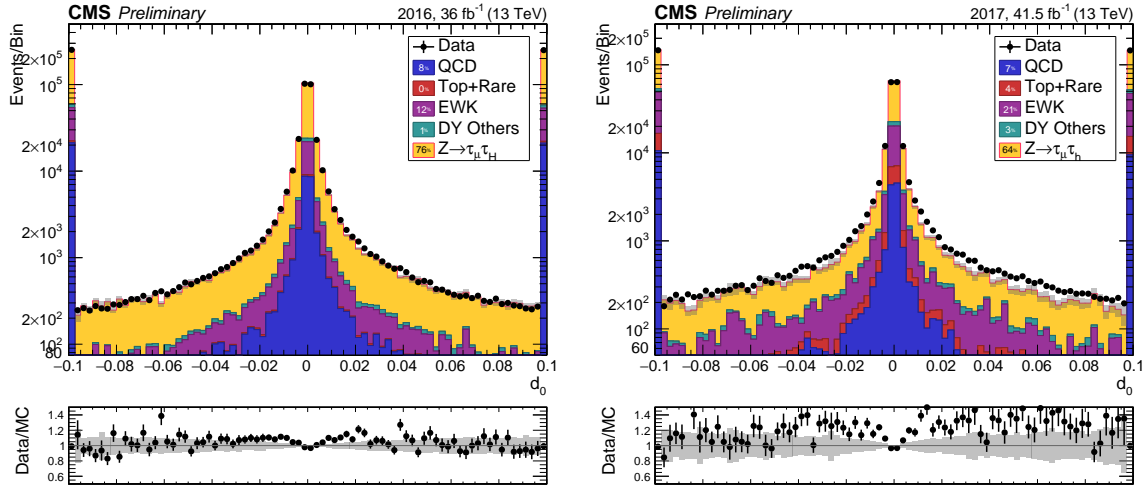 CMS Preliminary 2016, 36 fb⁻¹ (13 TeV)
Events/Bin
2×10⁵
10⁵
2×10⁴
10⁴
2×10³
10³
2×10²
10²
80
Data
8% QCD
0% Top+Rare
12% EWK
1% DY Others
76% Z→τμτH
−0.1 −0.08 −0.06 −0.04 −0.02 0 0.02 0.04 0.06 0.08 0.1
d₀
Data/MC
1.4
1.2
1
0.8
0.6
CMS Preliminary 2017, 41.5 fb⁻¹ (13 TeV)
Events/Bin
2×10⁵
10⁵
2×10⁴
10⁴
2×10³
10³
2×10²
10²
60
Data
7% QCD
4% Top+Rare
21% EWK
3% DY Others
64% Z→τμτh
−0.1 −0.08 −0.06 −0.04 −0.02 0 0.02 0.04 0.06 0.08 0.1
d₀
Data/MC
1.4
1.2
1
0.8
0.6